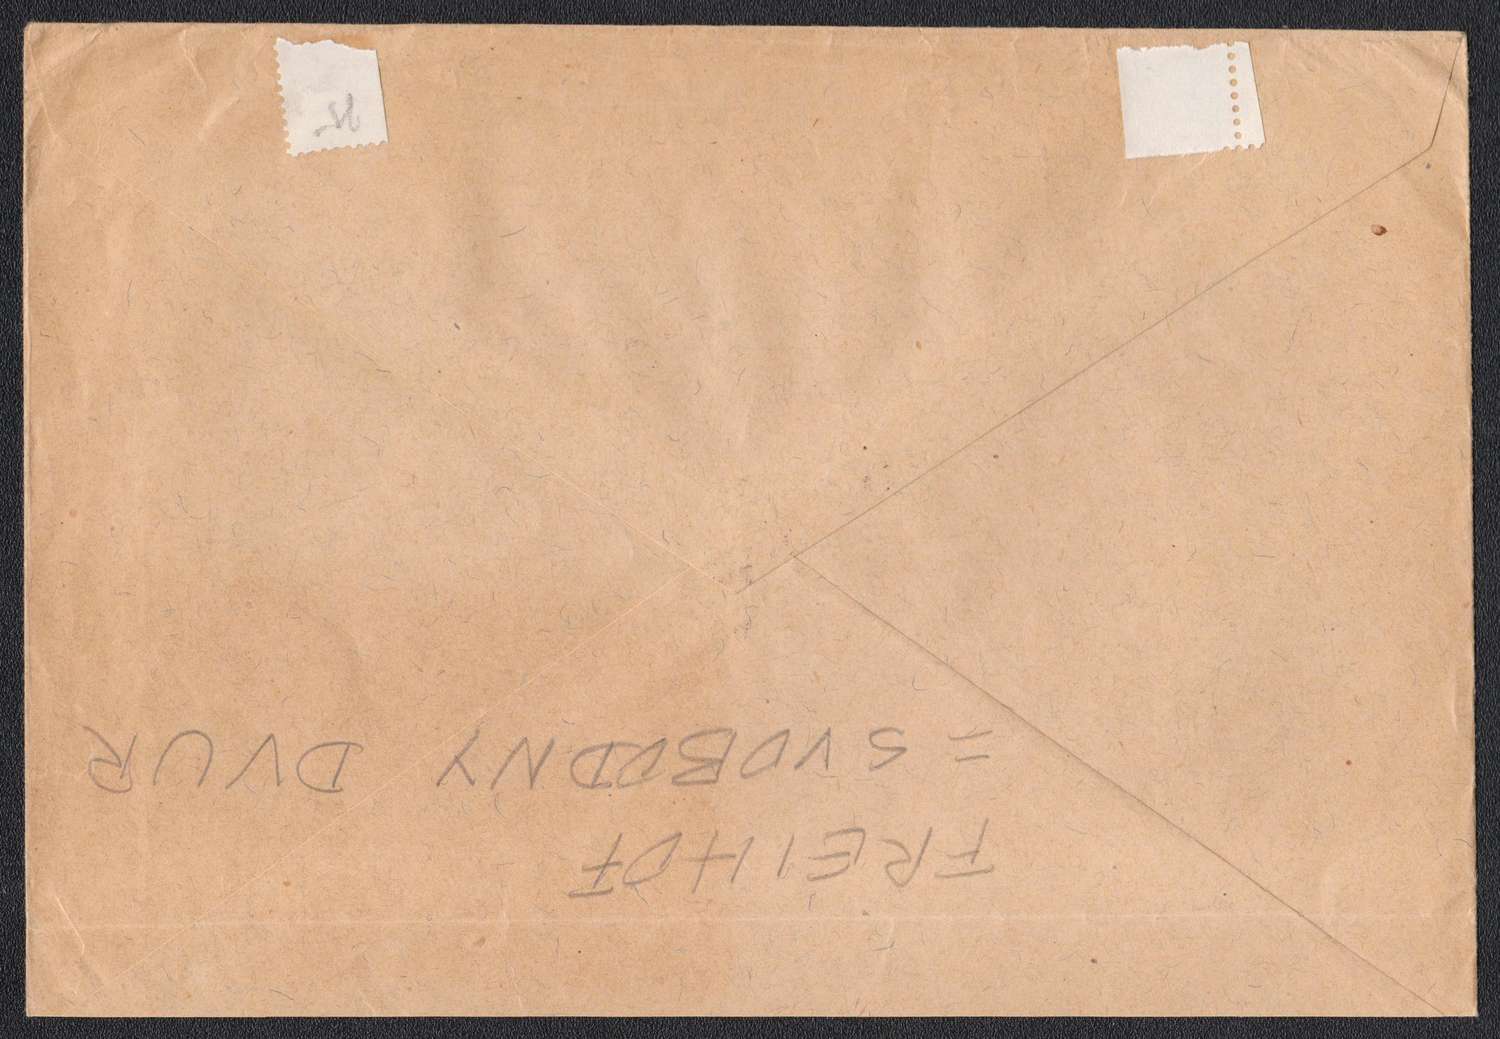 FREIHOF
= SVOBODNY DVUR